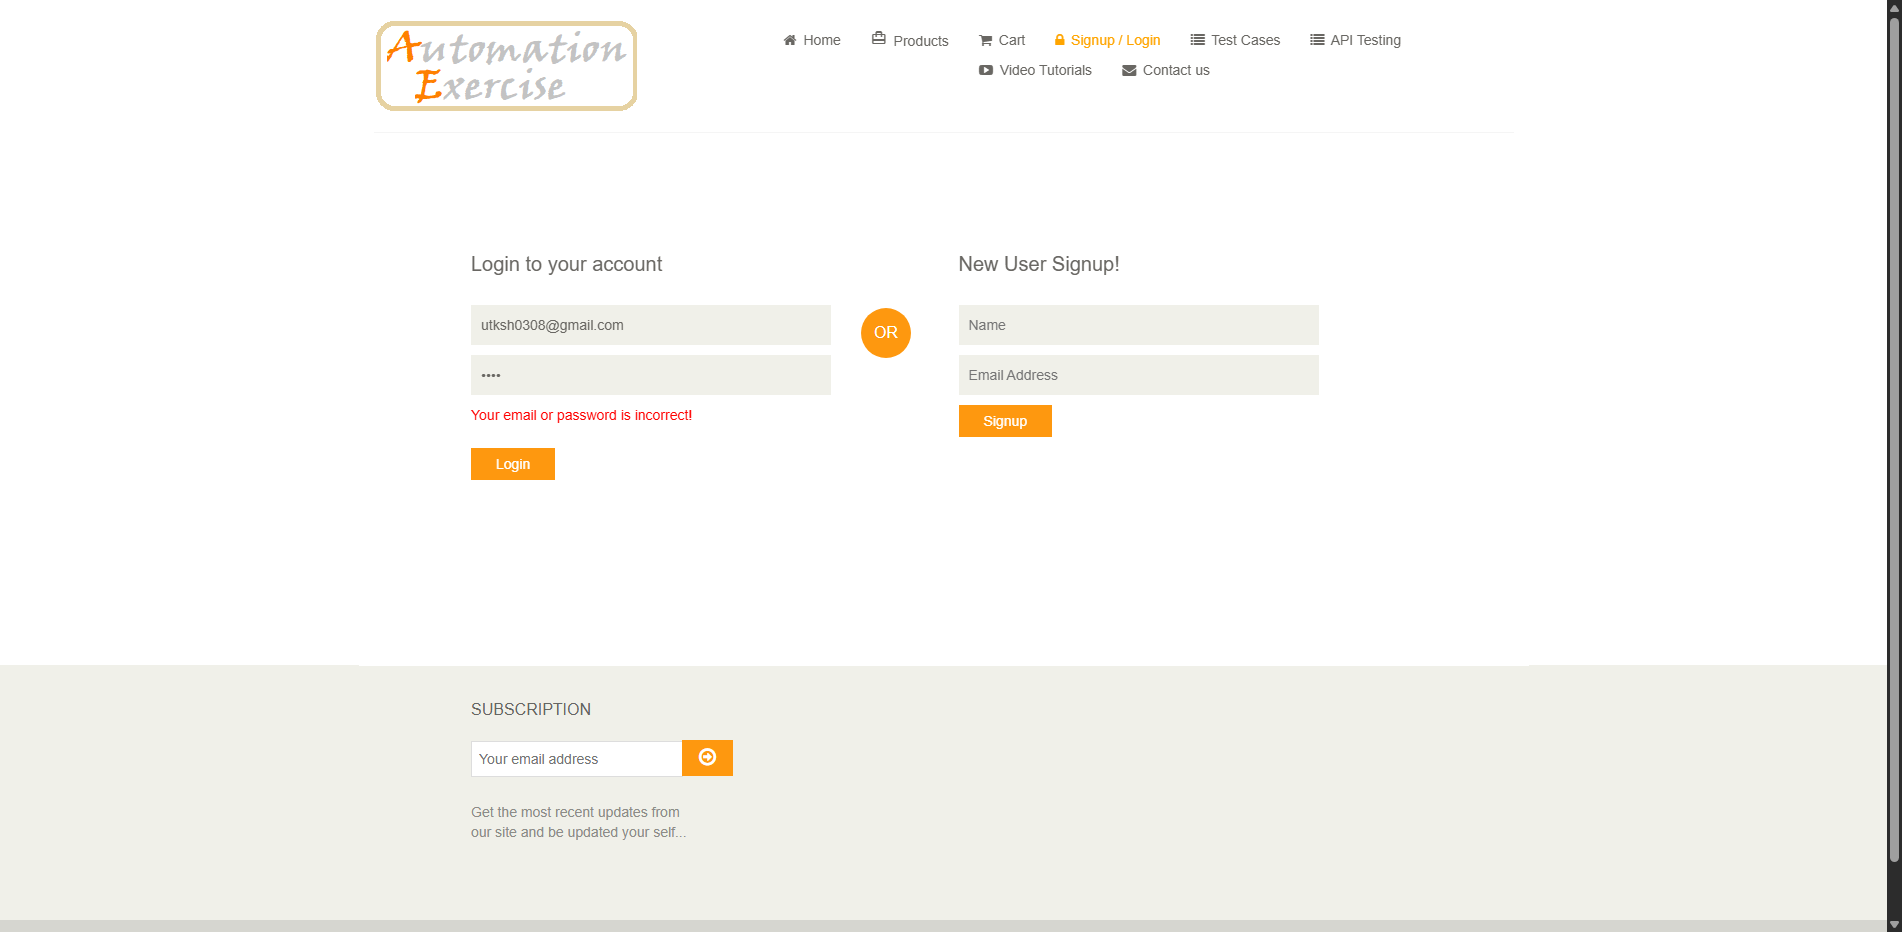 Automation
Exercise
Home
Products
Cart
Signup / Login
Test Cases
API Testing
Video Tutorials
Contact us
Login to your account
utksh0308@gmail.com
••••
Your email or password is incorrect!
Login
OR
New User Signup!
Name
Email Address
Signup
SUBSCRIPTION
Your email address
Get the most recent updates from
our site and be updated your self...